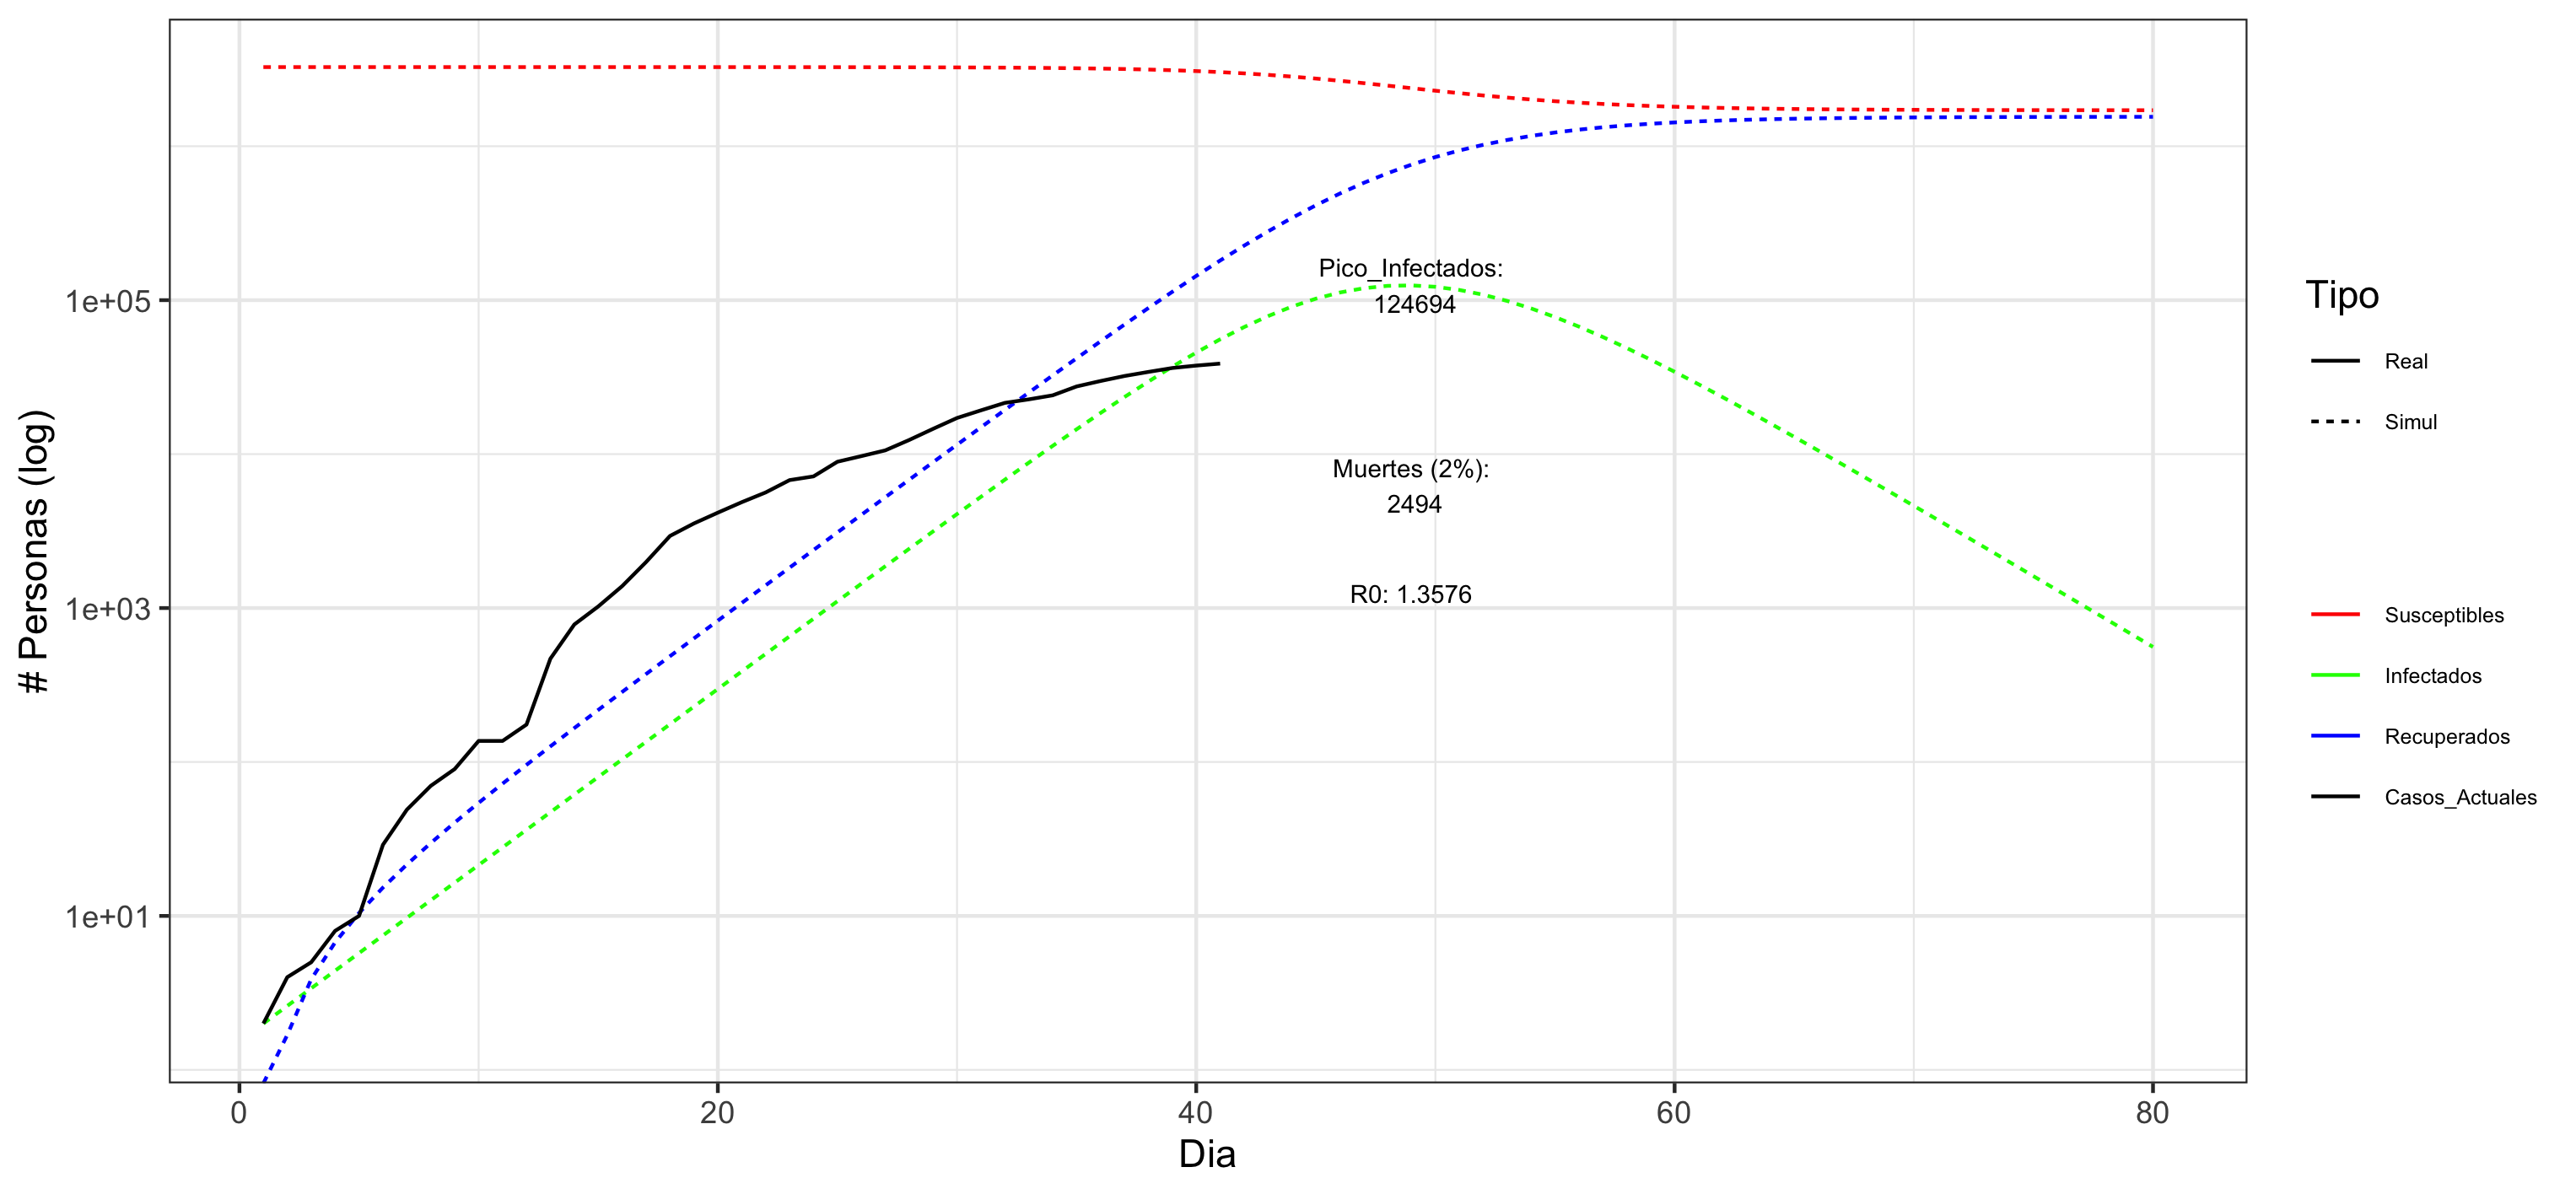 # Personas (log)
1e+05
1e+03
1e+01
Pico_Infectados:
124694
Muertes (2%):
2494
R0: 1.3576
0
20
40
60
80
Dia
Tipo
Real
Simul
Susceptibles
Infectados
Recuperados
Casos_Actuales